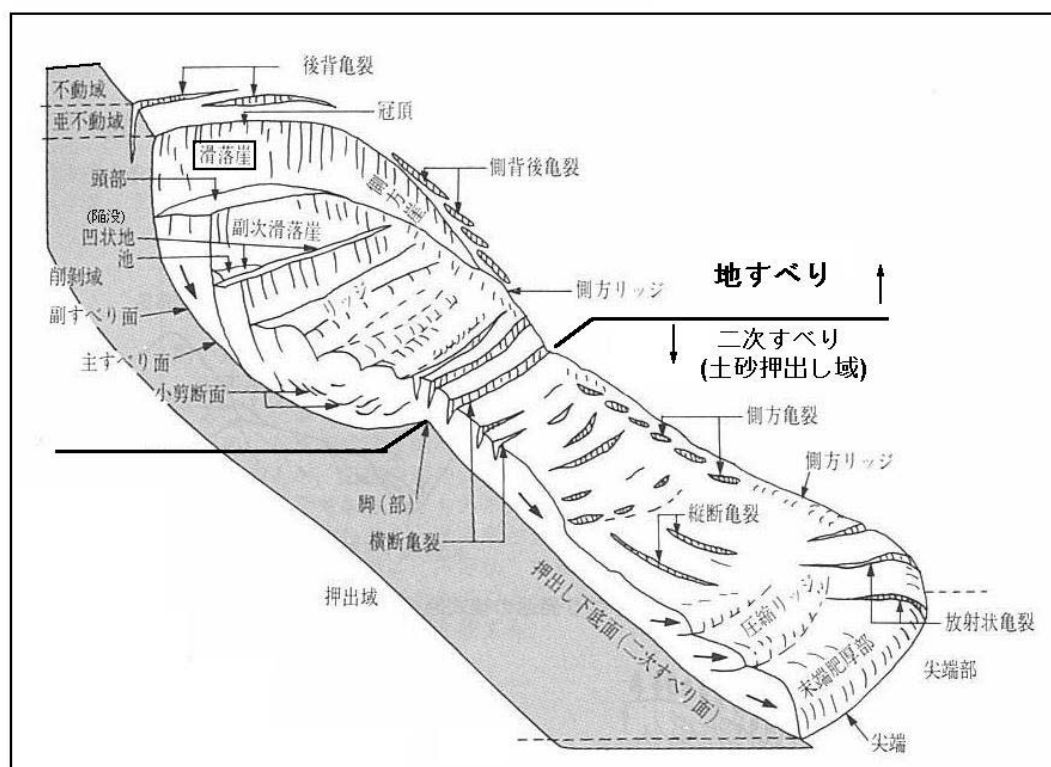 後背亀裂
不動域
亜不動域
冠頂
滑落崖
側背後亀裂
頭部
側方崖
(陥没)
凹状地
副次滑落崖
池
削剝域
地すべり
側方リッジ
副すべり面
リッジ
二次すべり
(土砂押出し域)
主すべり面
小剪断面
側方亀裂
側方リッジ
脚(部)
縦断亀裂
横断亀裂
押出域
押出し下底面(二次すべり面)
圧縮リッジ
放射状亀裂
末端肥厚部
尖端部
尖端